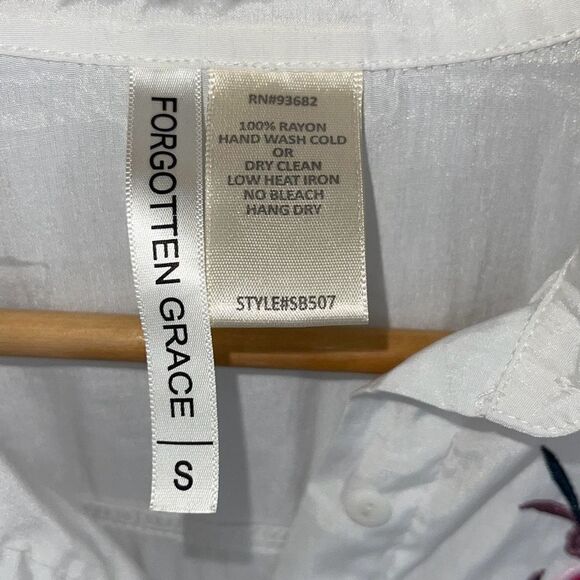 FORGOTTEN GRACE | S
RN#93682
100% RAYON
HAND WASH COLD
OR
DRY CLEAN
LOW HEAT IRON
NO BLEACH
HANG DRY
STYLE#SB507